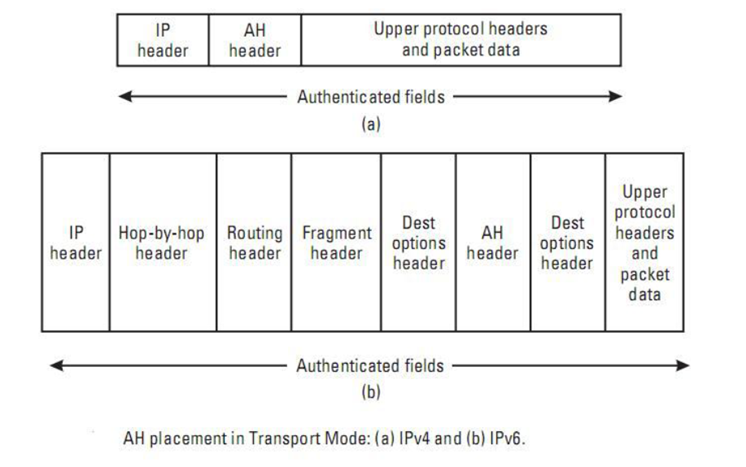 IP
header
AH
header
Upper protocol headers
and packet data
Authenticated fields
(a)
IP
header
Hop-by-hop
header
Routing
header
Fragment
header
Dest
options
header
AH
header
Dest
options
header
Upper
protocol
headers
and
packet
data
Authenticated fields
(b)
AH placement in Transport Mode: (a) IPv4 and (b) IPv6.